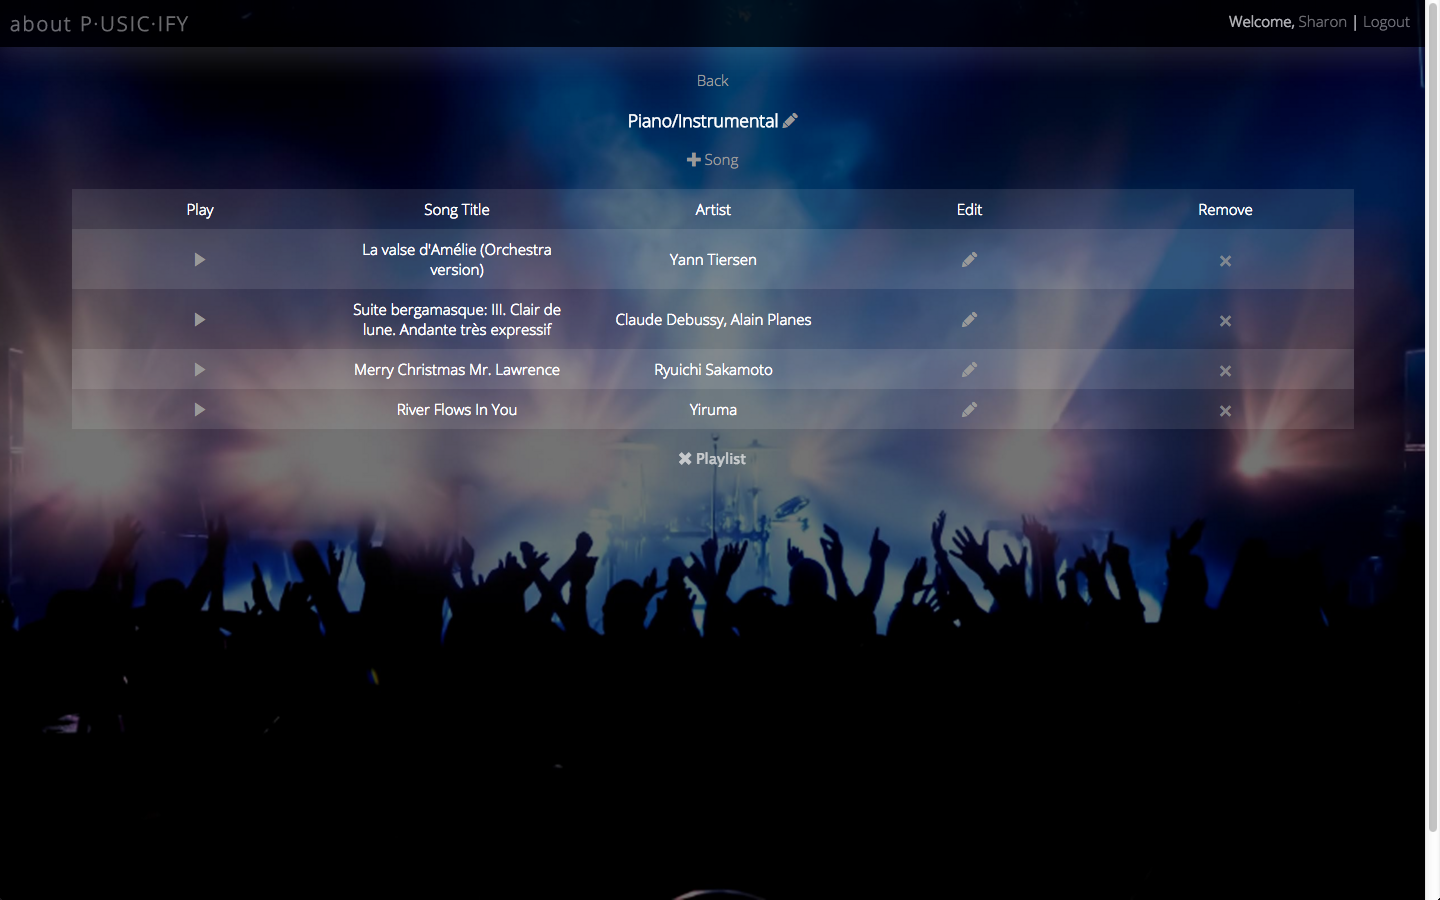 about P·USIC·IFY
Welcome, Sharon | Logout
Back
Piano/Instrumental
Song
Play Song Title Artist Edit Remove
La valse d'Amélie (Orchestra
version)
Yann Tiersen
Suite bergamasque: III. Clair de
lune. Andante très expressif
Claude Debussy, Alain Planes
Merry Christmas Mr. Lawrence Ryuichi Sakamoto
River Flows In You Yiruma
Playlist